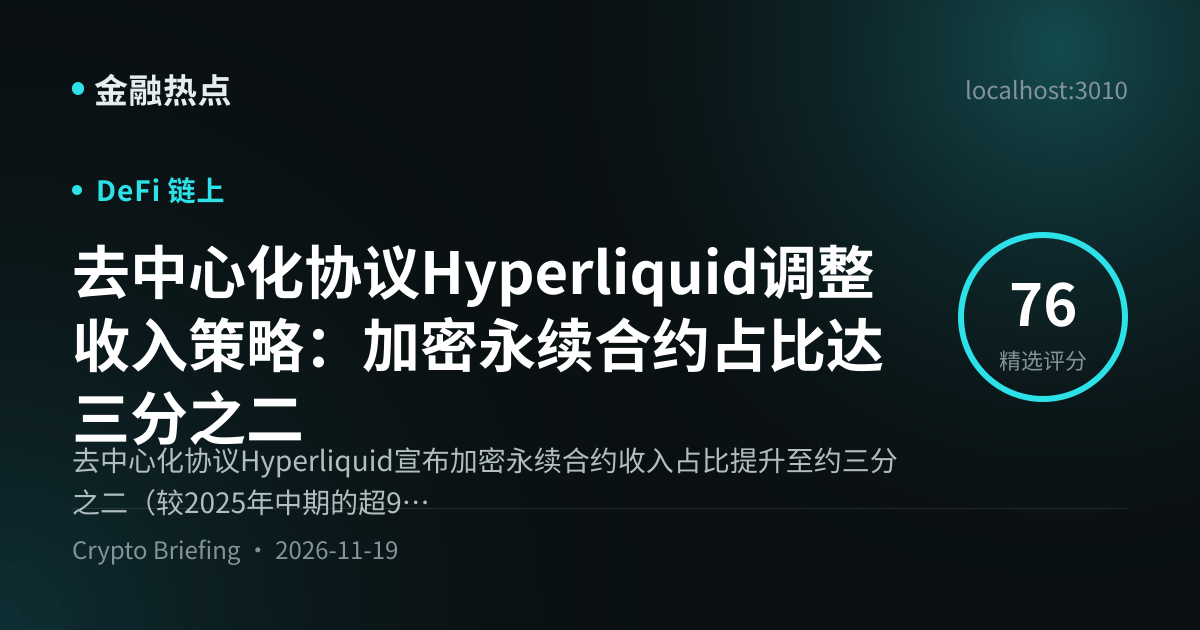 金融热点
localhost:3010
DeFi 链上
去中心化协议Hyperliquid调整
收入策略：加密永续合约占比达
三分之二
76
精选评分
去中心化协议Hyperliquid宣布加密永续合约收入占比提升至约三分
之二（较2025年中期的超9…
Crypto Briefing · 2026-11-19